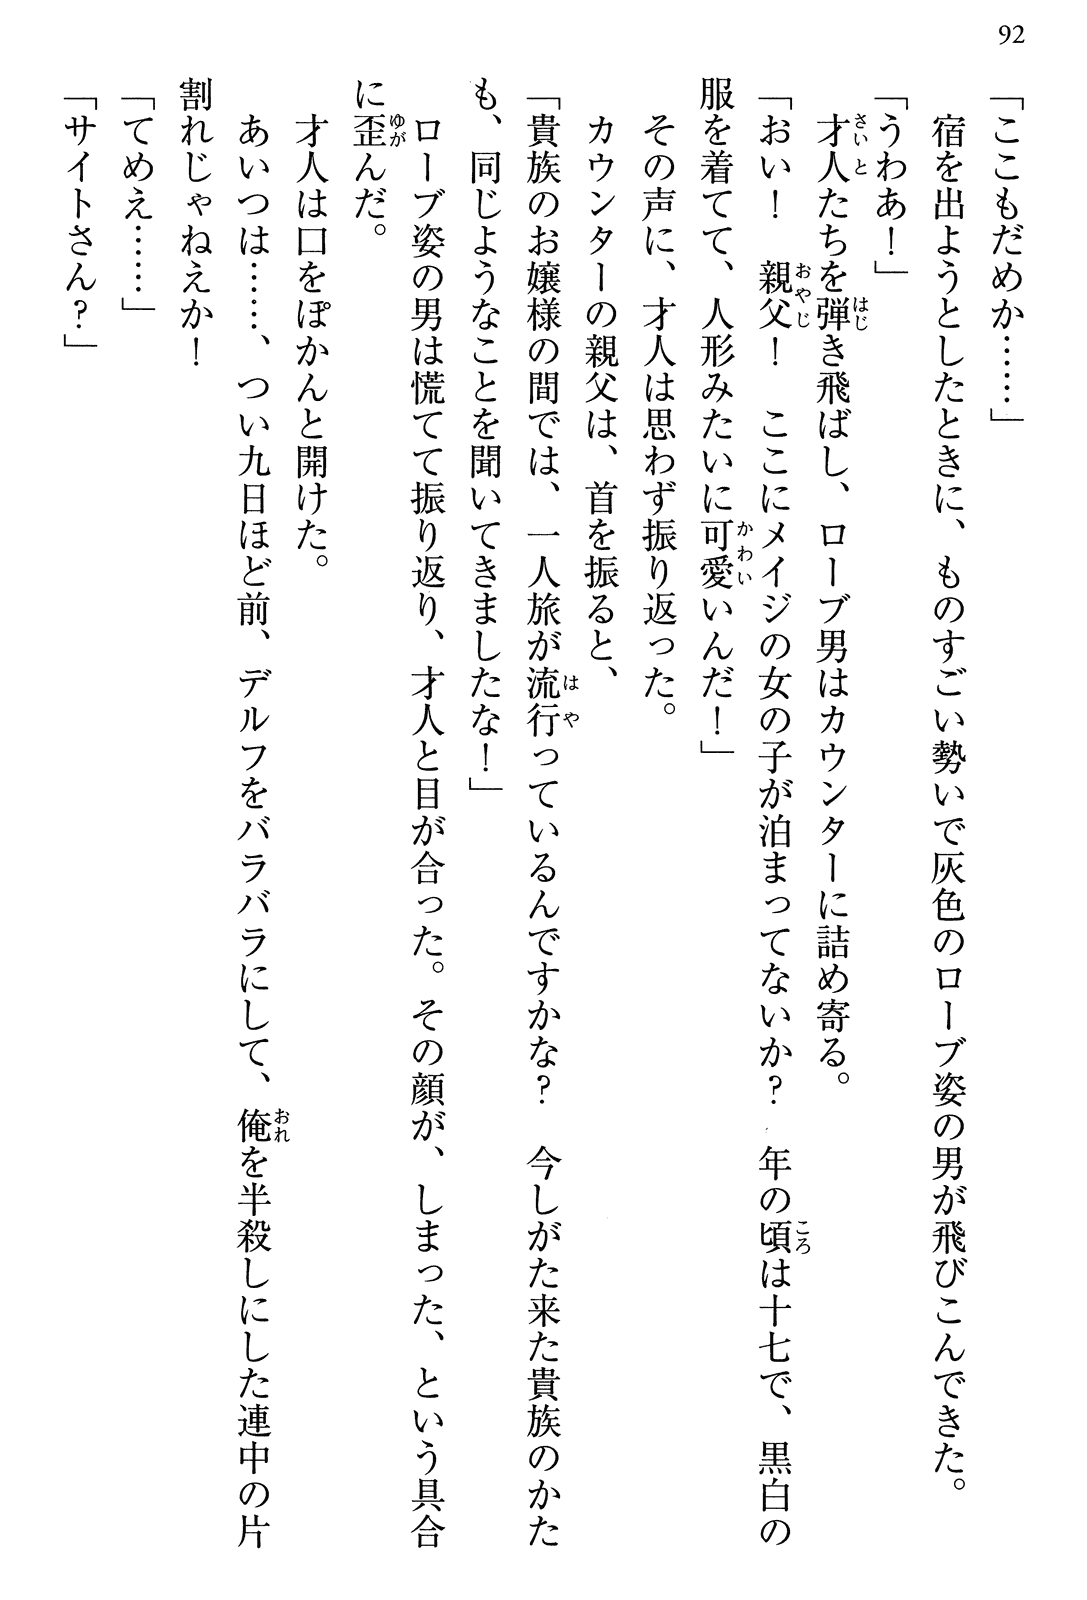 92
「ここもだめか……」
宿を出ようとしたときに、ものすごい勢いで灰色のローブ姿の男が飛びこんできた。
「うわあ！」
才人たちを弾き飛ばし、ローブ男はカウンターに詰め寄る。
「おい！　親父！　ここにメイジの女の子が泊まってないか？　年の頃は十七で、黒白の
服を着てて、人形みたいに可愛いんだ！」
その声に、才人は思わず振り返った。
カウンターの親父は、首を振ると、
「貴族のお嬢様の間では、一人旅が流行っているんですかな？　今しがた来た貴族のかた
も、同じようなことを聞いてきましたな！」
ローブ姿の男は慌てて振り返り、才人と目が合った。その顔が、しまった、という具合
に歪んだ。
才人は口をぽかんと開けた。
あいつは……、つい九日ほど前、デルフをバラバラにして、俺を半殺しにした連中の片
割れじゃねえか！
「てめえ……」
「サイトさん？」